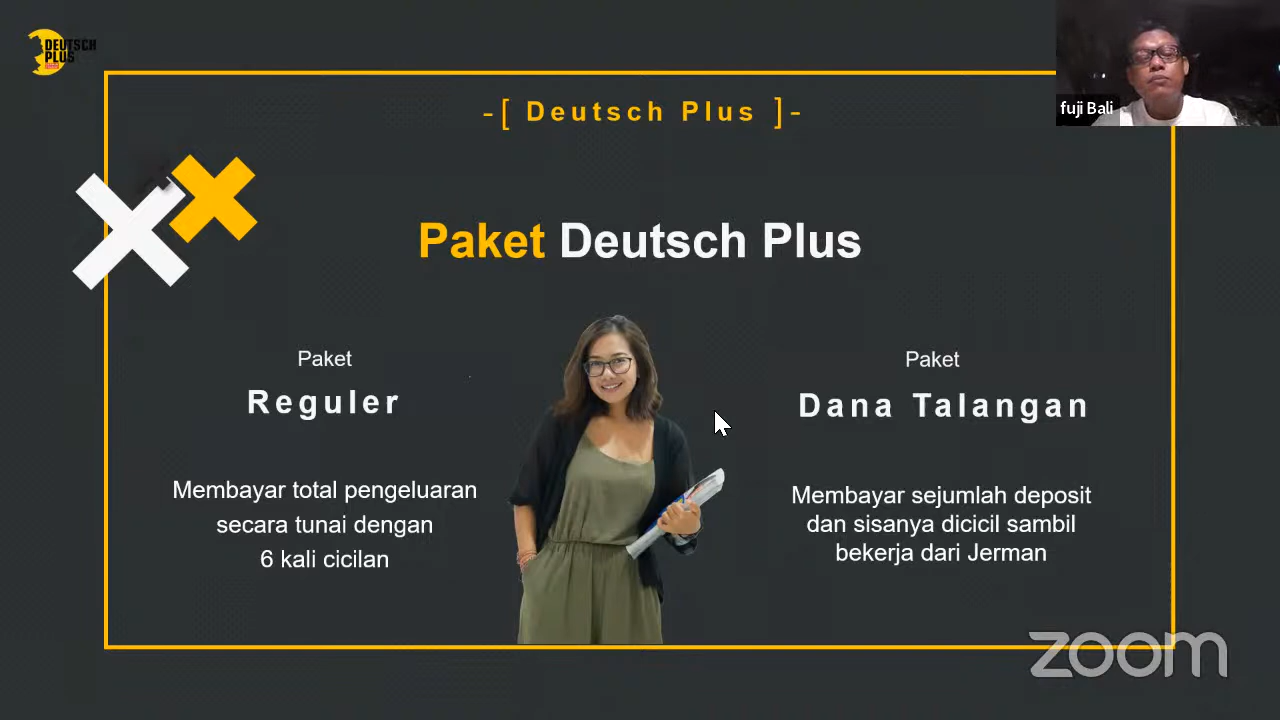 DEUTSCH
PLUS
fuji Bali
-[ Deutsch Plus ]-
Paket Deutsch Plus
Paket
Reguler
Membayar total pengeluaran
secara tunai dengan
6 kali cicilan
Paket
Dana Talangan
Membayar sejumlah deposit
dan sisanya dicicil sambil
bekerja dari Jerman
zoom